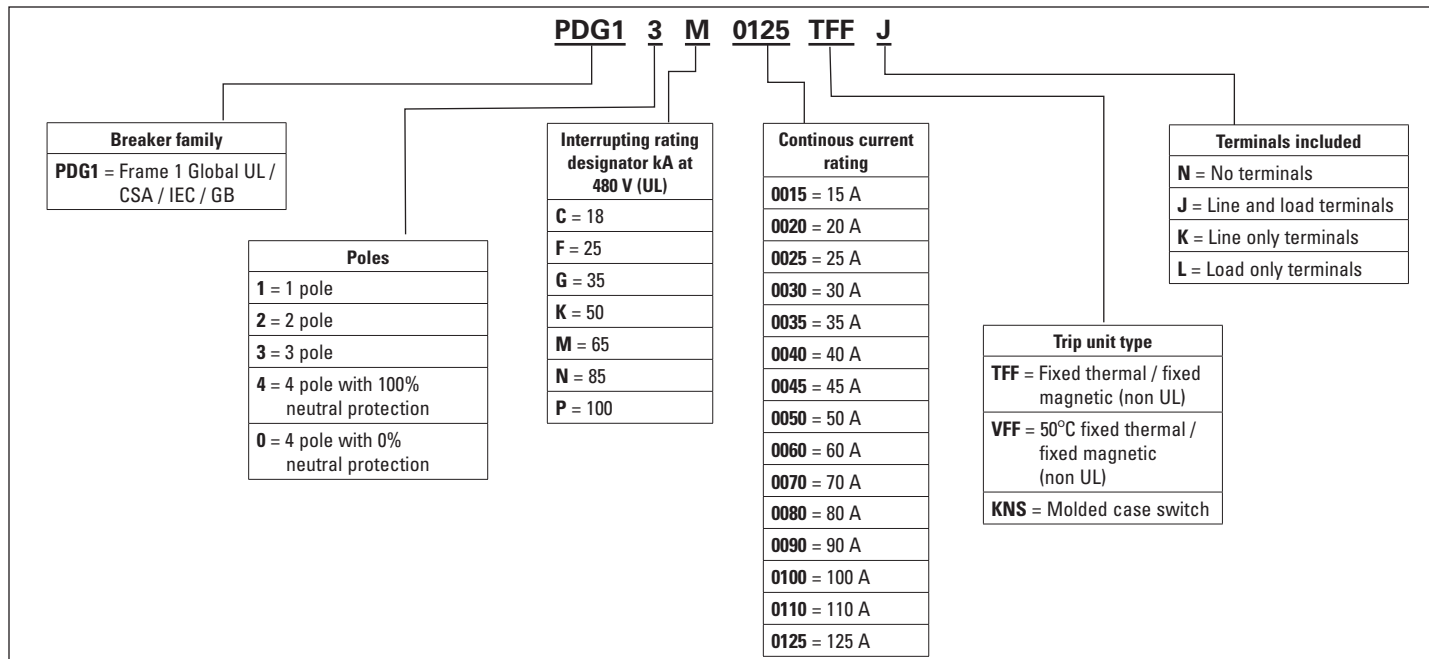 PDG1 3 M 0125 TFF J
Breaker family
PDG1 = Frame 1 Global UL /
CSA / IEC / GB
Poles
1 = 1 pole
2 = 2 pole
3 = 3 pole
4 = 4 pole with 100%
neutral protection
0 = 4 pole with 0%
neutral protection
Interrupting rating
designator kA at
480 V (UL)
C = 18
F = 25
G = 35
K = 50
M = 65
N = 85
P = 100
Continous current
rating
0015 = 15 A
0020 = 20 A
0025 = 25 A
0030 = 30 A
0035 = 35 A
0040 = 40 A
0045 = 45 A
0050 = 50 A
0060 = 60 A
0070 = 70 A
0080 = 80 A
0090 = 90 A
0100 = 100 A
0110 = 110 A
0125 = 125 A
Trip unit type
TFF = Fixed thermal / fixed
magnetic (non UL)
VFF = 50°C fixed thermal /
fixed magnetic
(non UL)
KNS = Molded case switch
Terminals included
N = No terminals
J = Line and load terminals
K = Line only terminals
L = Load only terminals